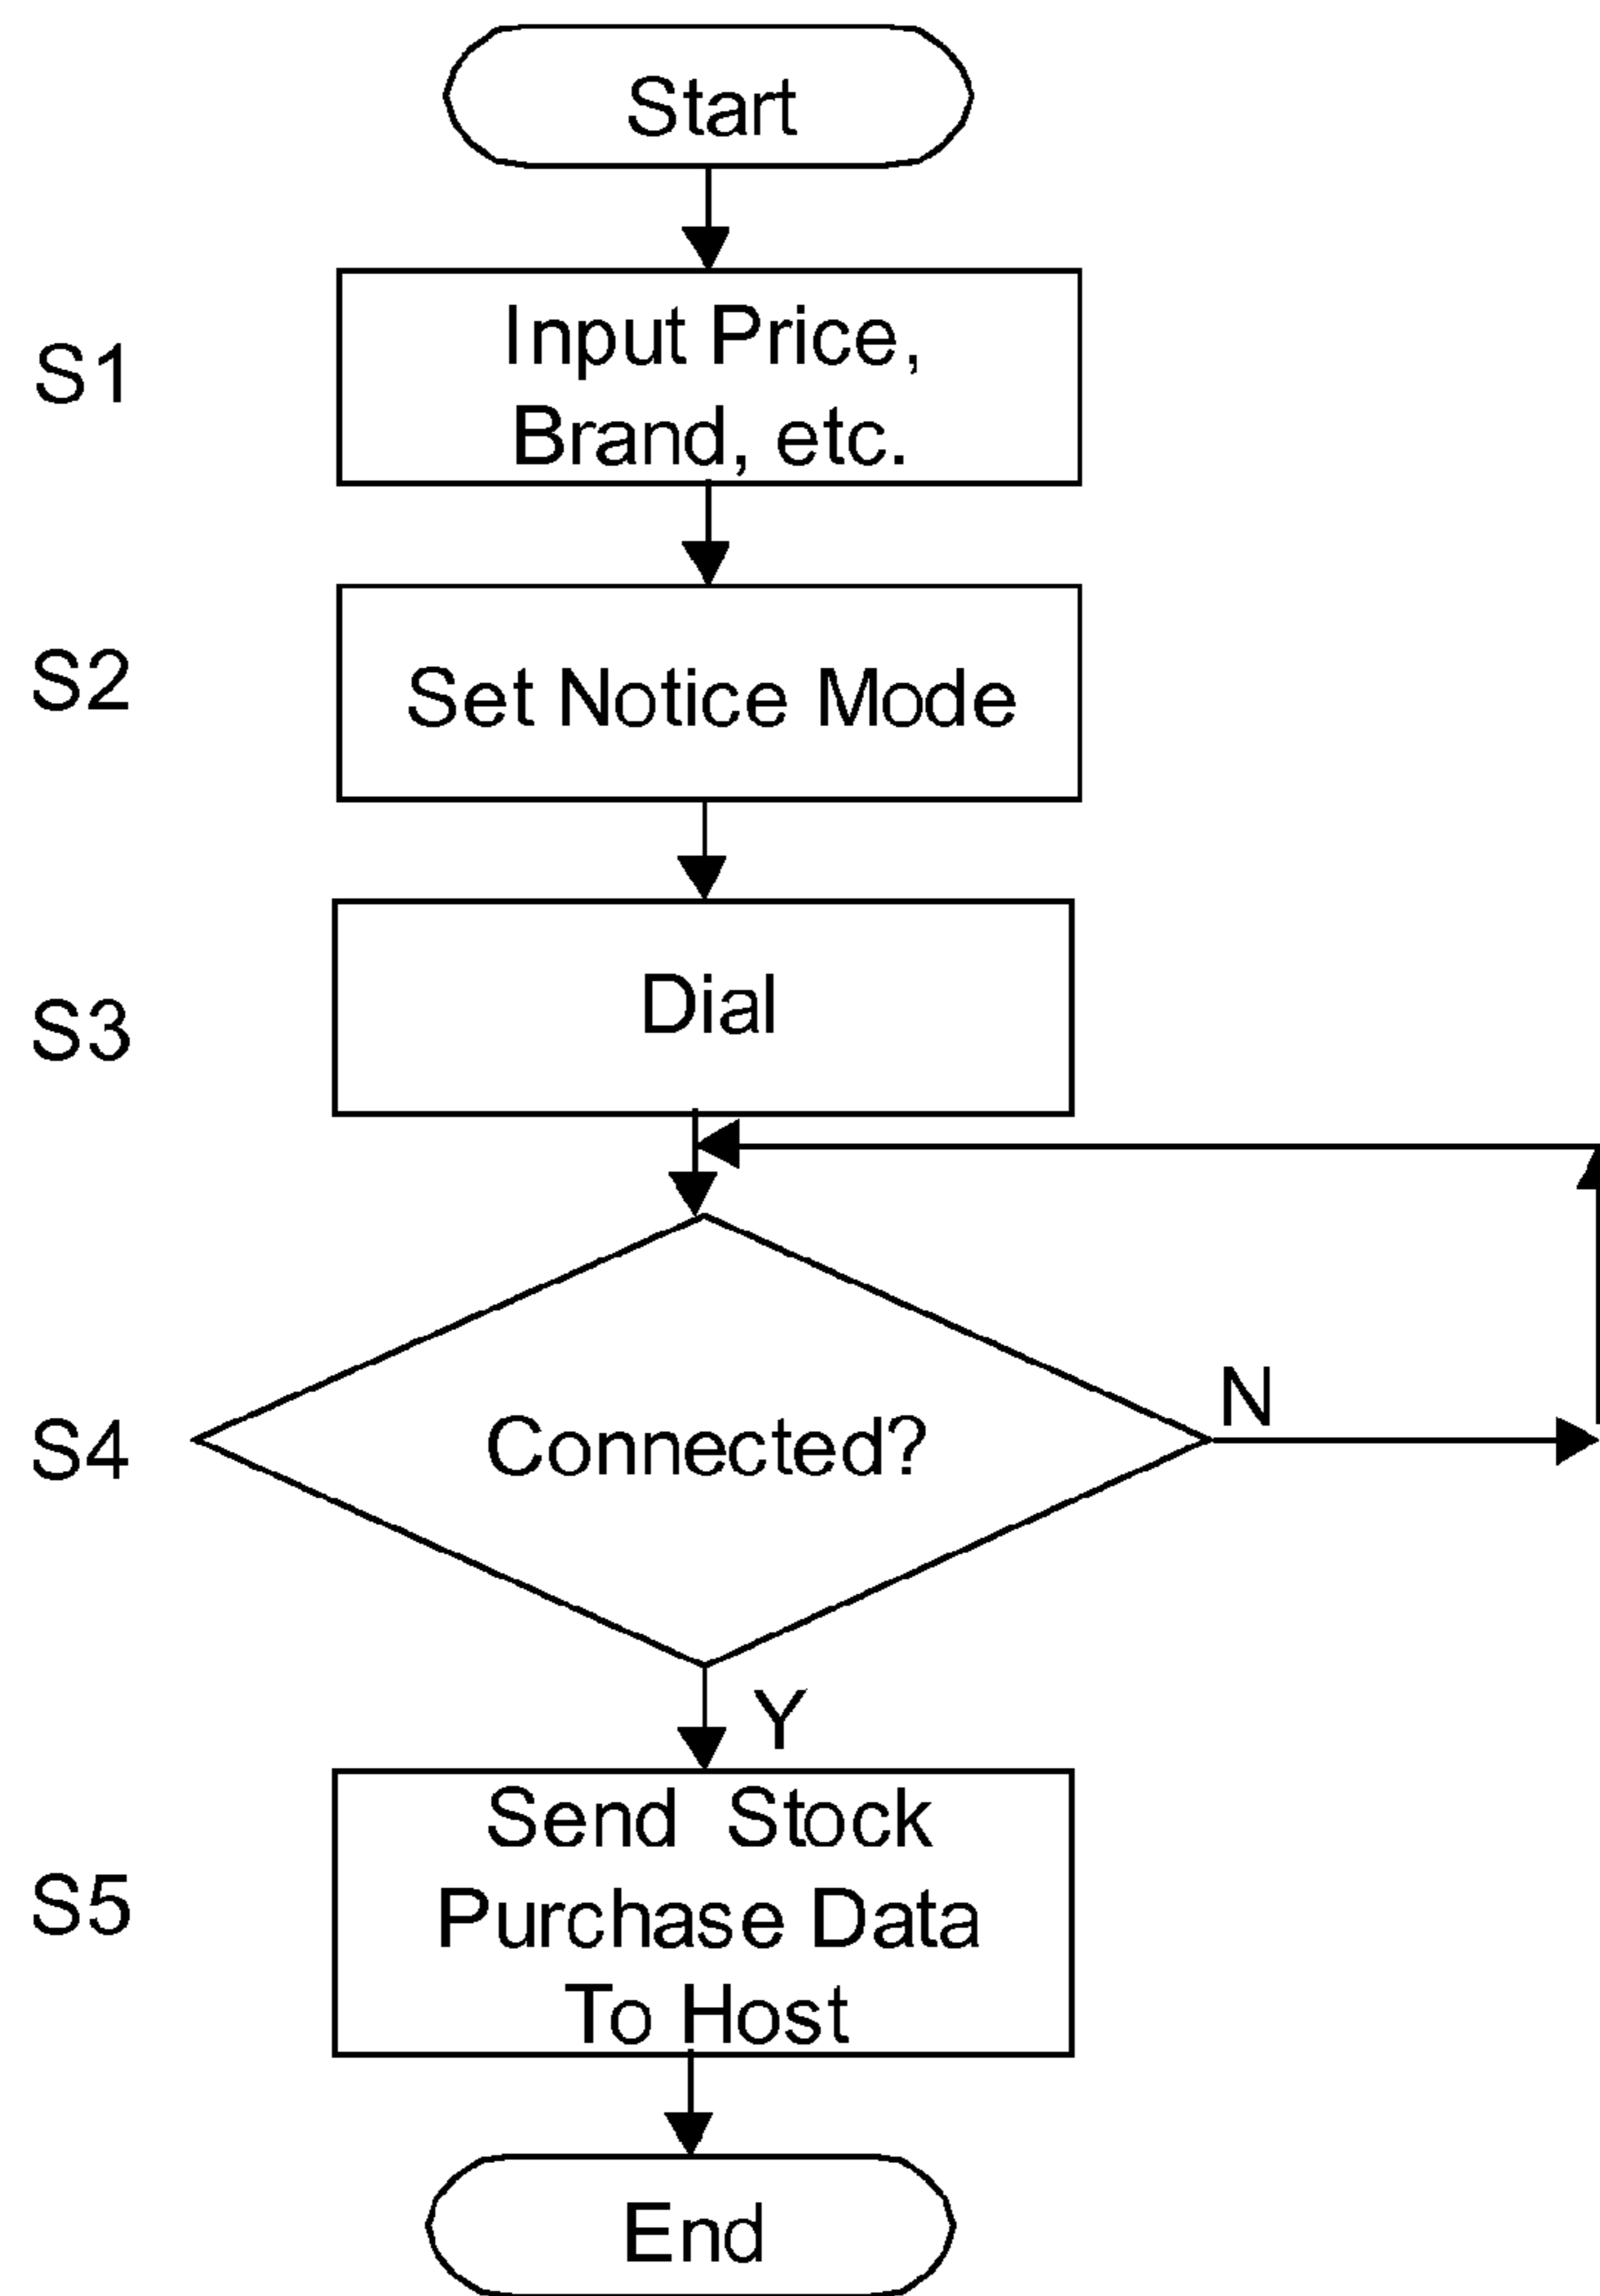 Start
S1
Input Price,
Brand, etc.
S2
Set Notice Mode
S3
Dial
S4
Connected?
N
Y
S5
Send Stock
Purchase Data
To Host
End